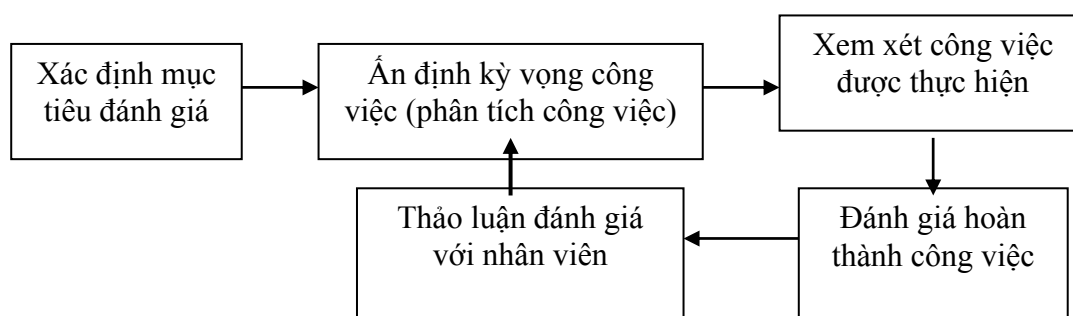 Xác định mục
tiêu đánh giá
Ấn định kỳ vọng công
việc (phân tích công việc)
Xem xét công việc
được thực hiện
Đánh giá hoàn
thành công việc
Thảo luận đánh giá
với nhân viên